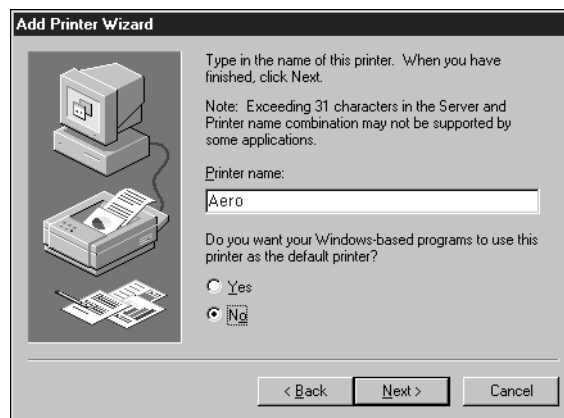 Add Printer Wizard
Type in the name of this printer.  When you have
finished, click Next.
Note:  Exceeding 31 characters in the Server and
Printer name combination may not be supported by
some applications.
Printer name:
Aero
Do you want your Windows-based programs to use this
printer as the default printer?
Yes
No
< Back
Next >
Cancel